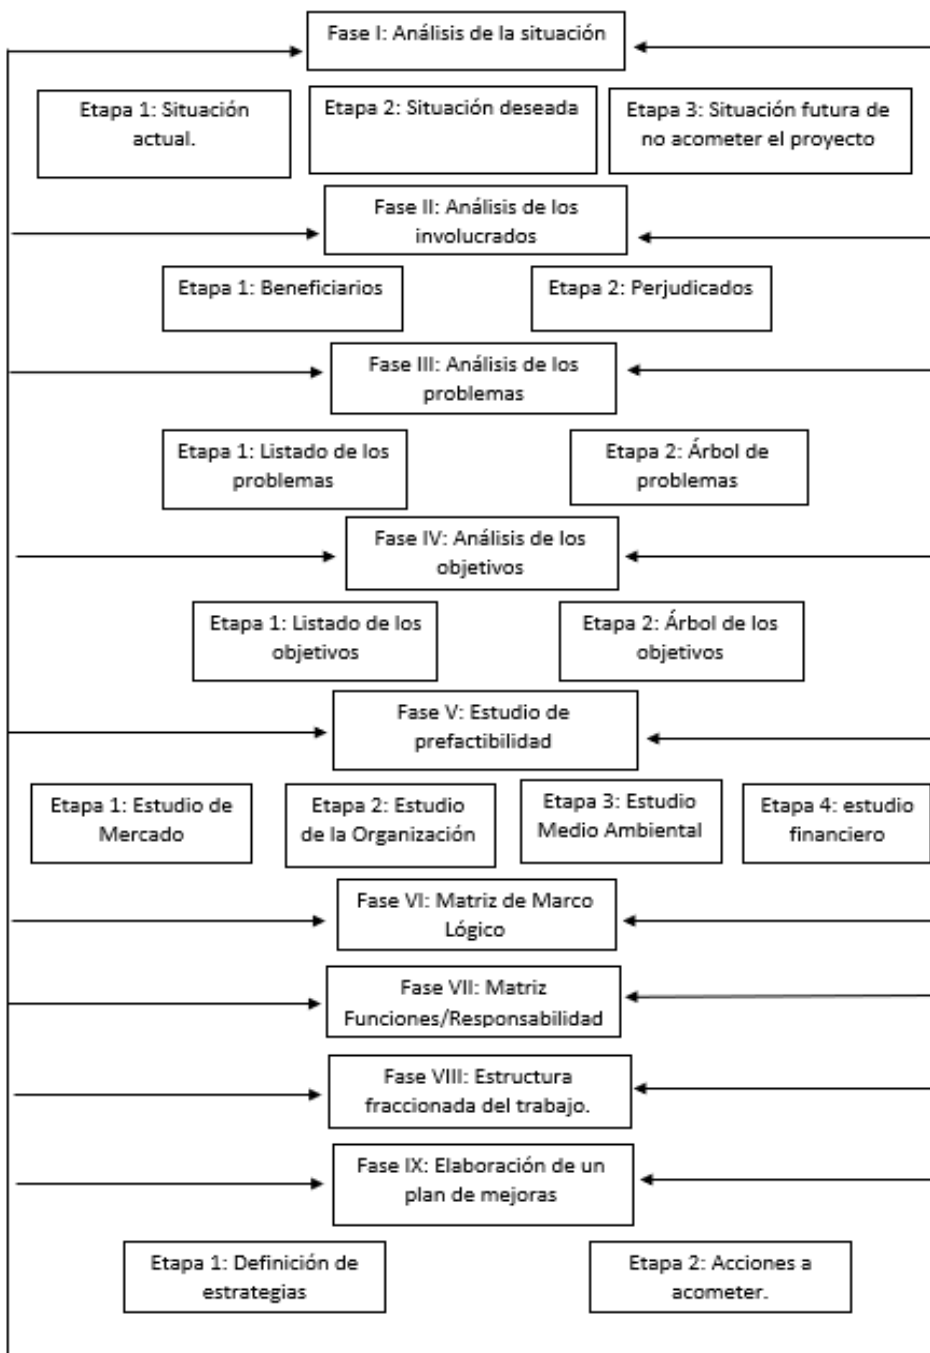 Fase I: Análisis de la situación
Etapa 1: Situación
actual.
Etapa 2: Situación deseada
Etapa 3: Situación futura de
no acometer el proyecto
Fase II: Análisis de los
involucrados
Etapa 1: Beneficiarios
Etapa 2: Perjudicados
Fase III: Análisis de los
problemas
Etapa 1: Listado de los
problemas
Etapa 2: Árbol de
problemas
Fase IV: Análisis de los
objetivos
Etapa 1: Listado de los
objetivos
Etapa 2: Árbol de los
objetivos
Fase V: Estudio de
prefactibilidad
Etapa 1: Estudio de
Mercado
Etapa 2: Estudio
de la Organización
Etapa 3: Estudio
Medio Ambiental
Etapa 4: estudio
financiero
Fase VI: Matriz de Marco
Lógico
Fase VII: Matriz
Funciones/Responsabilidad
Fase VIII: Estructura
fraccionada del trabajo.
Fase IX: Elaboración de un
plan de mejoras
Etapa 1: Definición de
estrategias
Etapa 2: Acciones a
acometer.